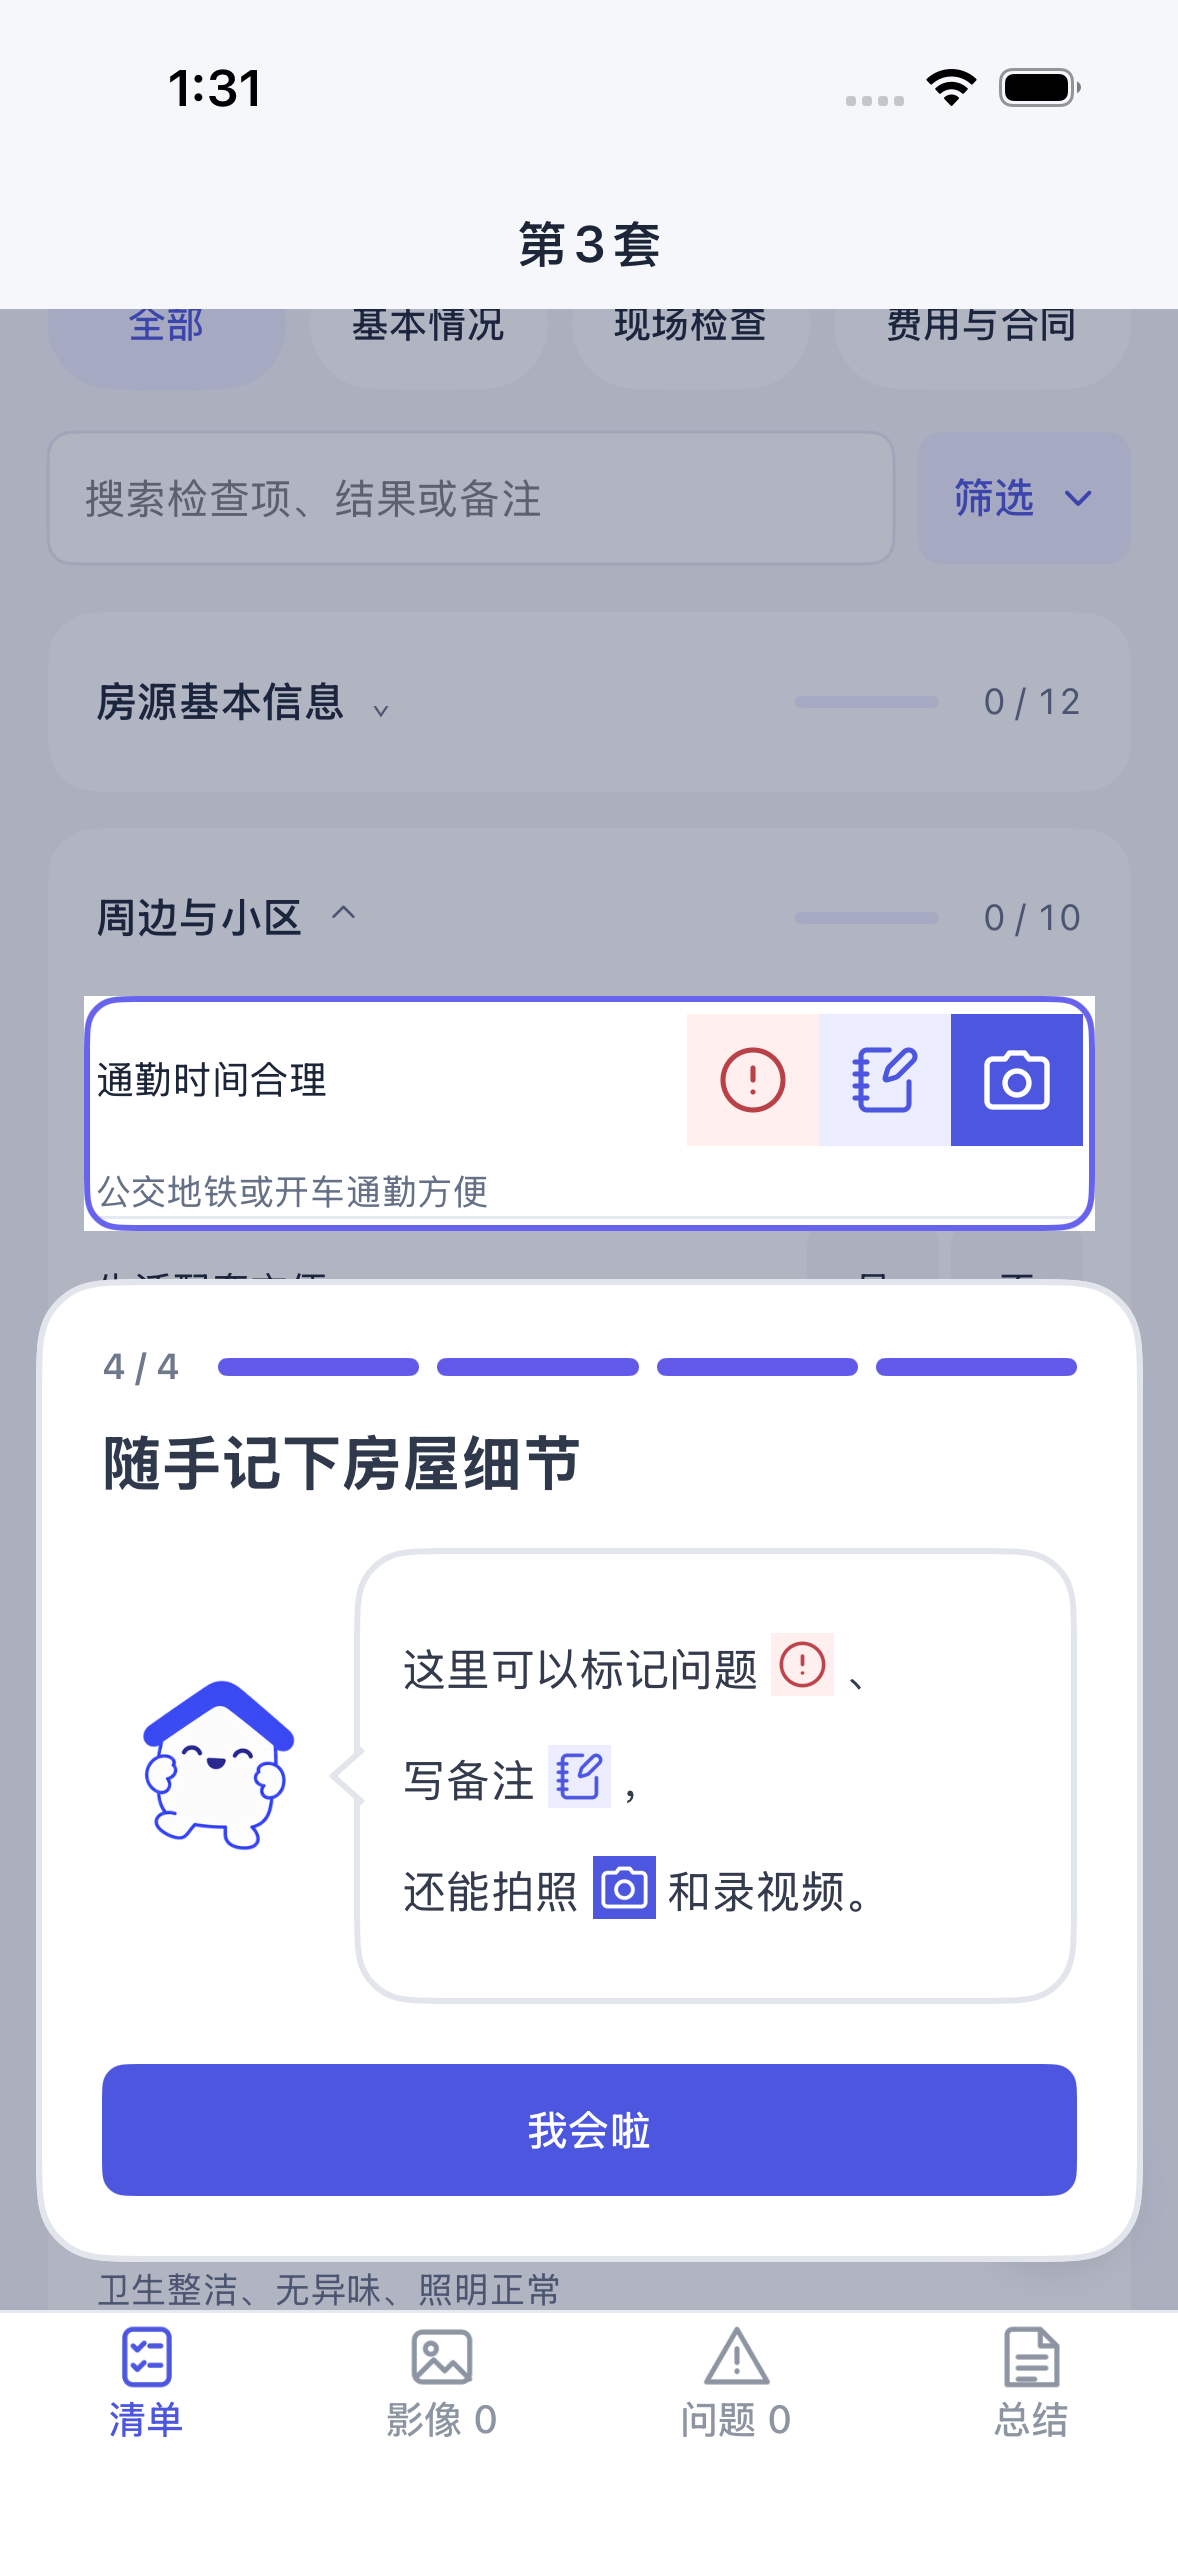 1:31
第3套
全部 基本情况 现场检查 费用与合同
搜索检查项、结果或备注 筛选
房源基本信息 0 / 12
周边与小区 0 / 10
通勤时间合理
公交地铁或开车通勤方便
4 / 4
随手记下房屋细节
这里可以标记问题 、
写备注 ，
还能拍照 和录视频。
我会啦
卫生整洁、无异味、照明正常
清单 影像 0 问题 0 总结